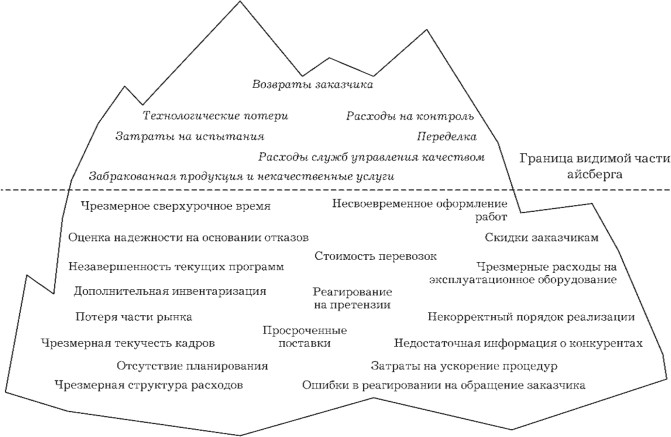 Возвраты заказчика
Технологические потери
Расходы на контроль
Затраты на испытания
Переделка
Расходы служб управления качеством
Забракованная продукция и некачественные услуги
Граница видимой части
айсберга
Чрезмерное сверхурочное время
Несвоевременное оформление
работ
Оценка надежности на основании отказов
Скидки заказчикам
Стоимость перевозок
Незавершенность текущих программ
Чрезмерные расходы на
эксплуатационное оборудование
Дополнительная инвентаризация
Реагирование
на претензии
Потеря части рынка
Некорректный порядок реализации
Просроченные
поставки
Чрезмерная текучесть кадров
Недостаточная информация о конкурентах
Отсутствие планирования
Затраты на ускорение процедур
Чрезмерная структура расходов
Ошибки в реагировании на обращение заказчика